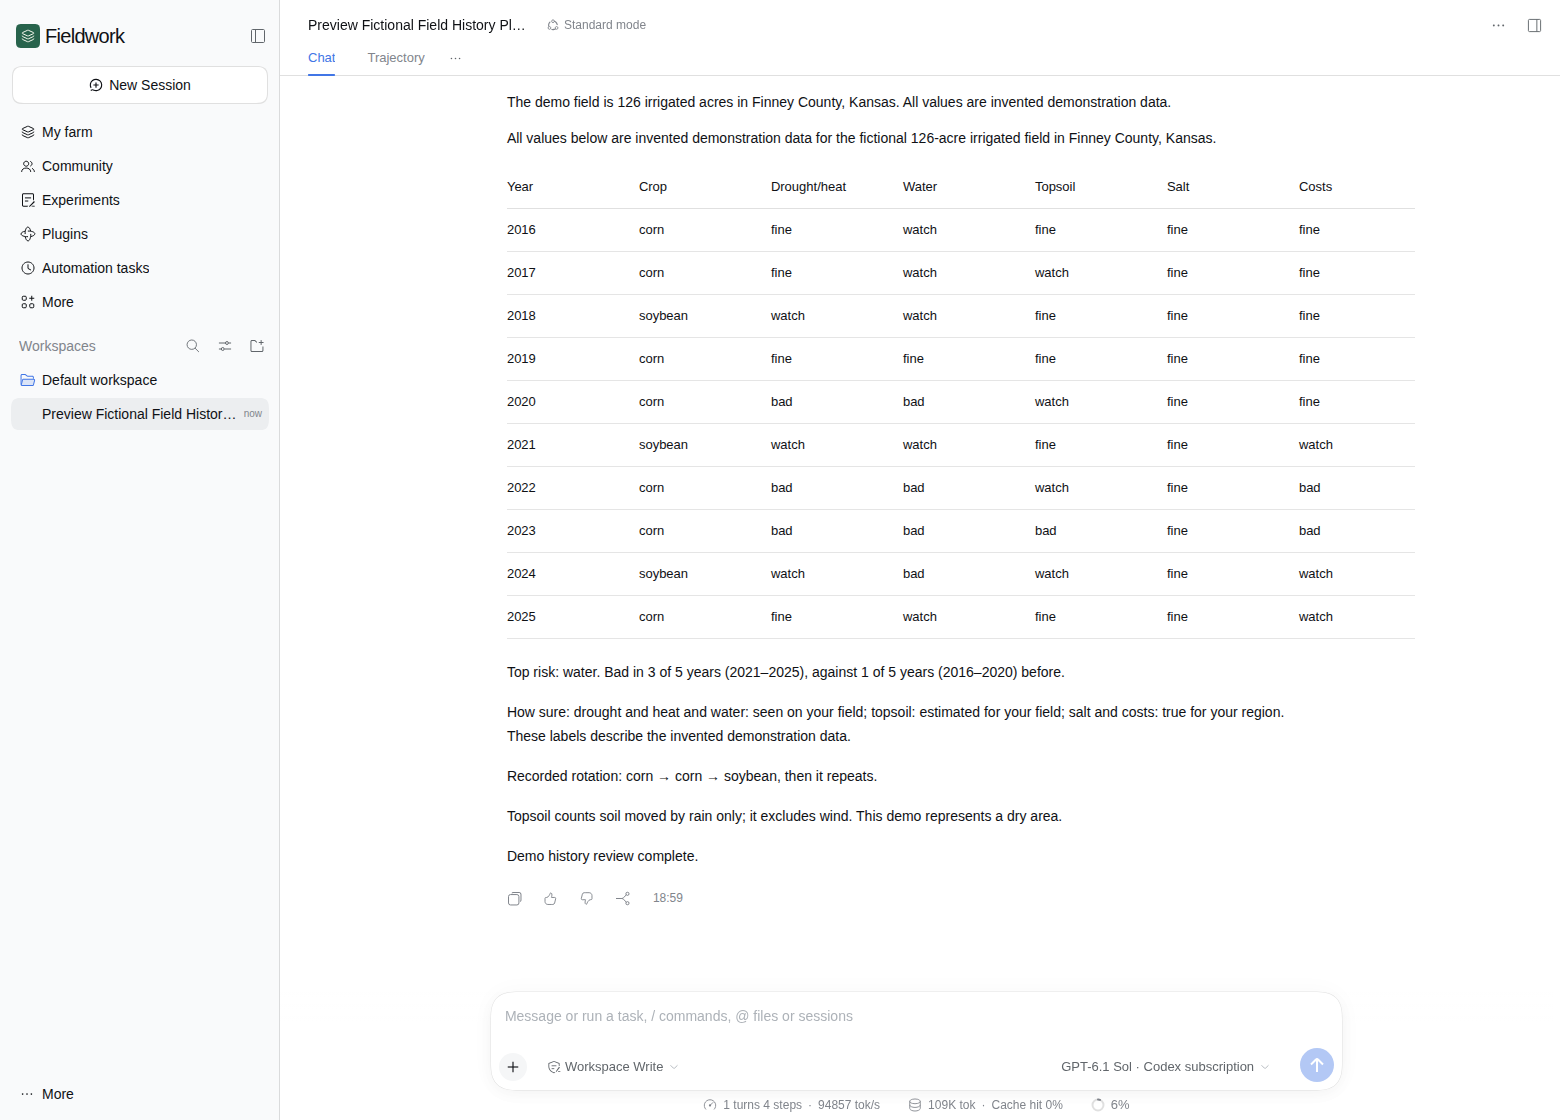 Fieldwork
New Session
My farm
Community
Experiments
Plugins
Automation tasks
More
Workspaces
Default workspace
Preview Fictional Field Histor… now
More
Preview Fictional Field History Pl… Standard mode
Chat Trajectory
The demo field is 126 irrigated acres in Finney County, Kansas. All values are invented demonstration data.
All values below are invented demonstration data for the fictional 126-acre irrigated field in Finney County, Kansas.
Year Crop Drought/heat Water Topsoil Salt Costs
2016 corn fine watch fine fine fine
2017 corn fine watch watch fine fine
2018 soybean watch watch fine fine fine
2019 corn fine fine fine fine fine
2020 corn bad bad watch fine fine
2021 soybean watch watch fine fine watch
2022 corn bad bad watch fine bad
2023 corn bad bad bad fine bad
2024 soybean watch bad watch fine watch
2025 corn fine watch fine fine watch
Top risk: water. Bad in 3 of 5 years (2021–2025), against 1 of 5 years (2016–2020) before.
How sure: drought and heat and water: seen on your field; topsoil: estimated for your field; salt and costs: true for your region.
These labels describe the invented demonstration data.
Recorded rotation: corn → corn → soybean, then it repeats.
Topsoil counts soil moved by rain only; it excludes wind. This demo represents a dry area.
Demo history review complete.
18:59
Message or run a task, / commands, @ files or sessions
Workspace Write GPT-6.1 Sol · Codex subscription
1 turns 4 steps · 94857 tok/s 109K tok · Cache hit 0% 6%